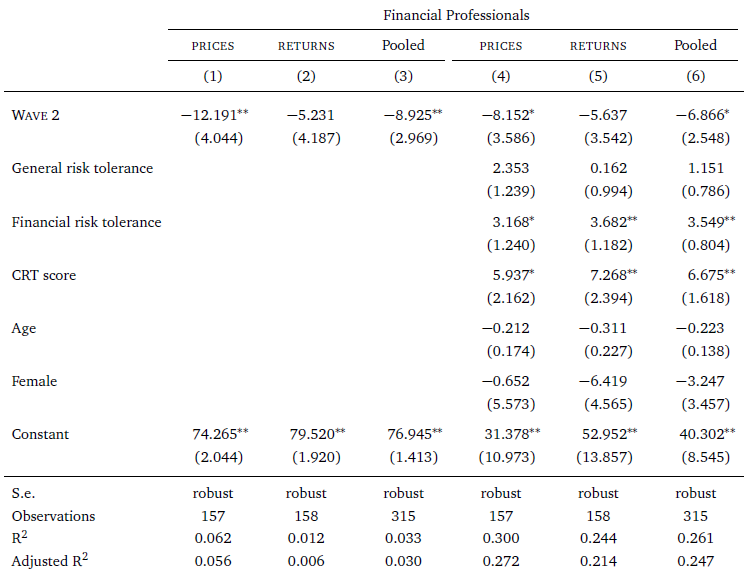 Financial Professionals
PRICES RETURNS Pooled PRICES RETURNS Pooled
(1) (2) (3) (4) (5) (6)
WAVE 2 −12.191** −5.231 −8.925** −8.152* −5.637 −6.866*
(4.044) (4.187) (2.969) (3.586) (3.542) (2.548)
General risk tolerance 2.353 0.162 1.151
(1.239) (0.994) (0.786)
Financial risk tolerance 3.168* 3.682** 3.549**
(1.240) (1.182) (0.804)
CRT score 5.937* 7.268** 6.675**
(2.162) (2.394) (1.618)
Age −0.212 −0.311 −0.223
(0.174) (0.227) (0.138)
Female −0.652 −6.419 −3.247
(5.573) (4.565) (3.457)
Constant 74.265** 79.520** 76.945** 31.378** 52.952** 40.302**
(2.044) (1.920) (1.413) (10.973) (13.857) (8.545)
S.e. robust robust robust robust robust robust
Observations 157 158 315 157 158 315
R² 0.062 0.012 0.033 0.300 0.244 0.261
Adjusted R² 0.056 0.006 0.030 0.272 0.214 0.247